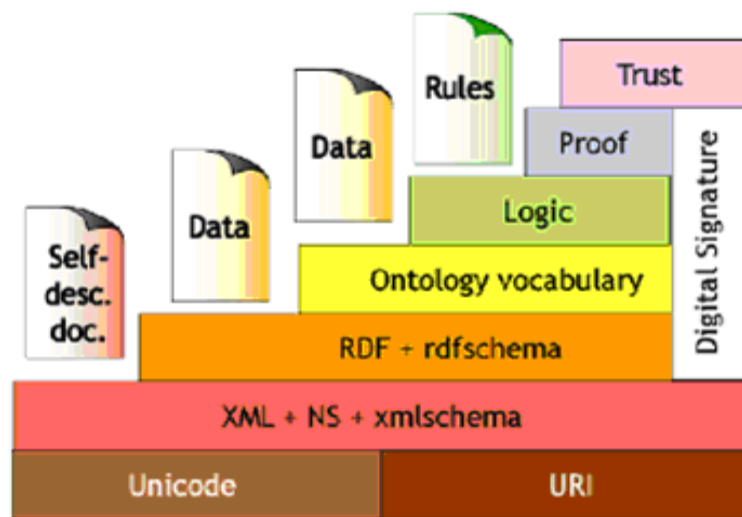 Rules
Trust
Data
Proof
Data
Logic
Self-
desc.
doc.
Ontology vocabulary
Digital Signature
RDF + rdfschema
XML + NS + xmlschema
Unicode
URI